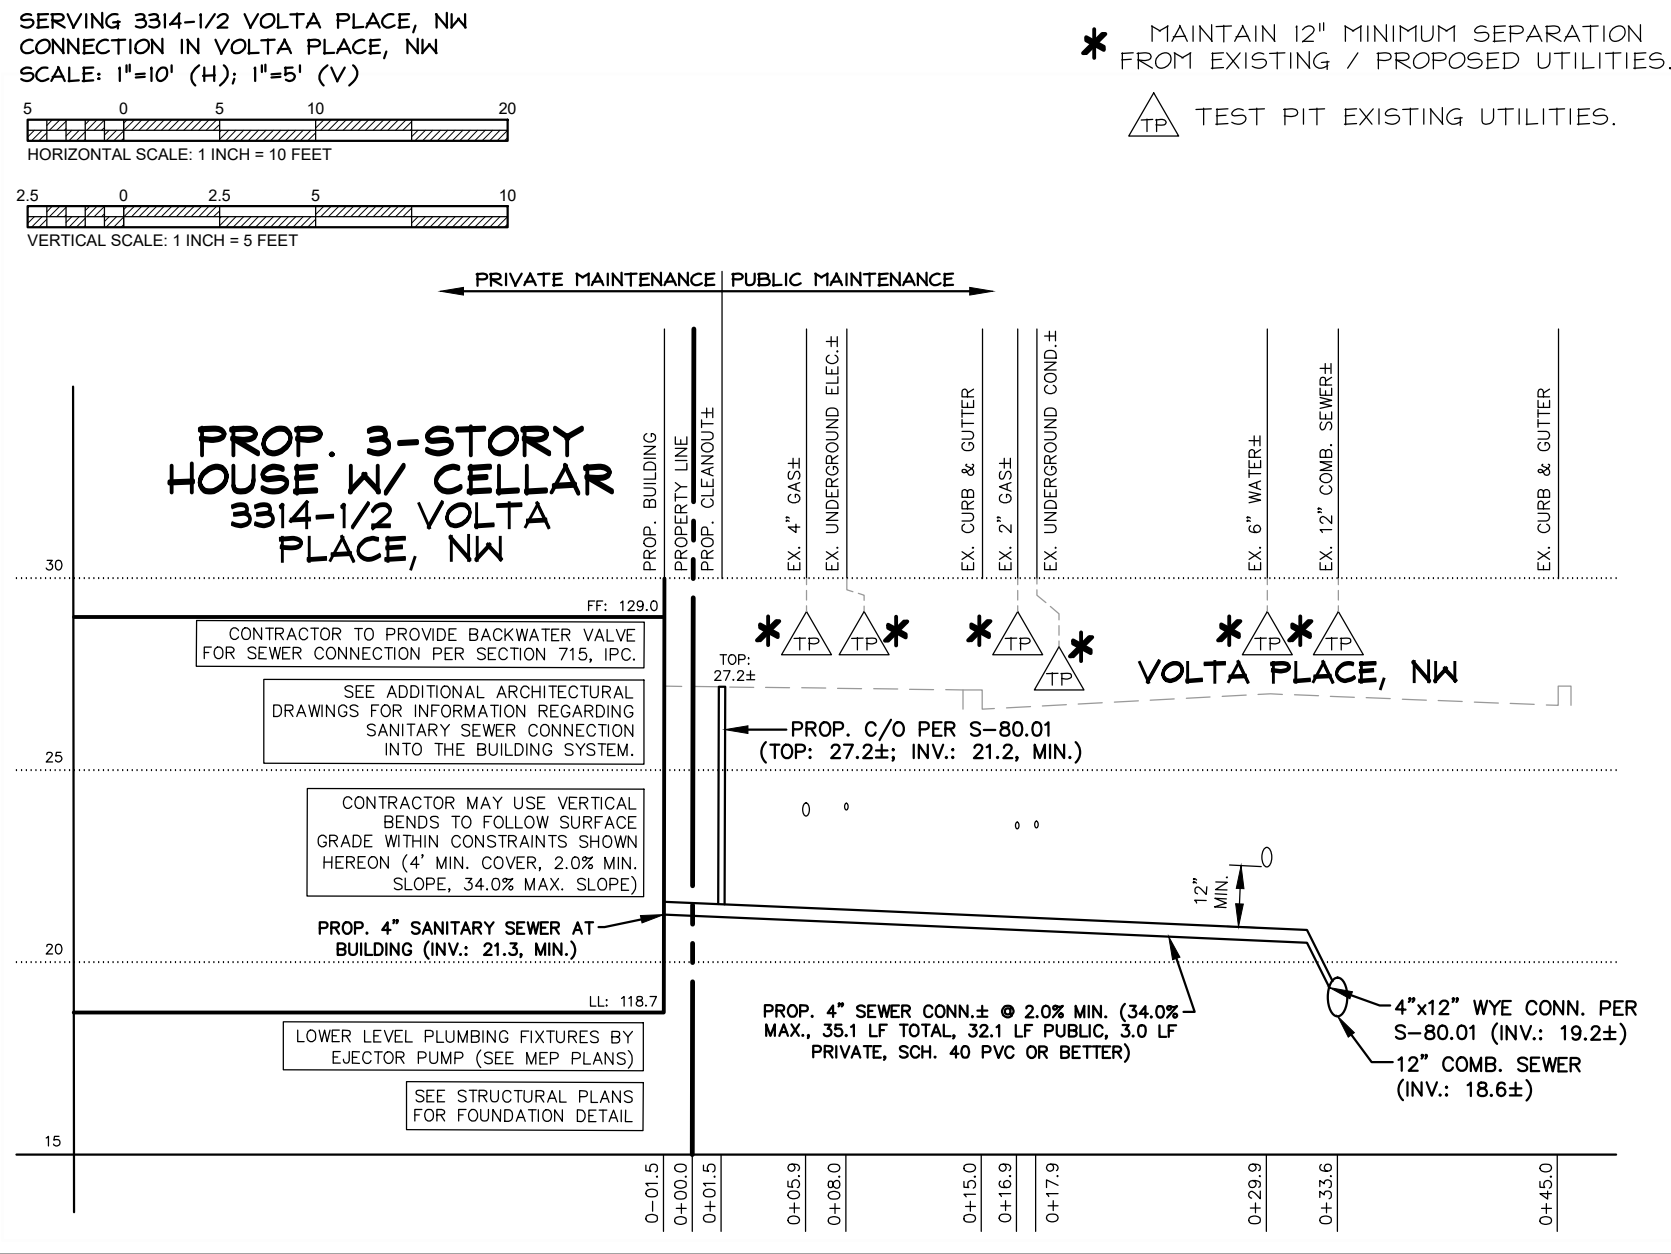 SERVING 3314-1/2 VOLTA PLACE, NW
CONNECTION IN VOLTA PLACE, NW
SCALE: 1"=10' (H); 1"=5' (V)
5 0 5 10 20
HORIZONTAL SCALE: 1 INCH = 10 FEET
2.5 0 2.5 5 10
VERTICAL SCALE: 1 INCH = 5 FEET
* MAINTAIN 12" MINIMUM SEPARATION
FROM EXISTING / PROPOSED UTILITIES.
TP TEST PIT EXISTING UTILITIES.
PRIVATE MAINTENANCE PUBLIC MAINTENANCE
PROP. 3-STORY
HOUSE W/ CELLAR
3314-1/2 VOLTA
PLACE, NW
PROP. BUILDING
PROPERTY LINE
PROP. CLEANOUT±
EX. 4" GAS±
EX. UNDERGROUND ELEC.±
EX. CURB & GUTTER
EX. 2" GAS±
EX. UNDERGROUND COND.±
EX. 6" WATER±
EX. 12" COMB. SEWER±
EX. CURB & GUTTER
30
FF: 129.0
CONTRACTOR TO PROVIDE BACKWATER VALVE
FOR SEWER CONNECTION PER SECTION 715, IPC.
* TP
TP *
* TP
TP *
* TP
* TP
VOLTA PLACE, NW
TOP:
27.2±
SEE ADDITIONAL ARCHITECTURAL
DRAWINGS FOR INFORMATION REGARDING
SANITARY SEWER CONNECTION
INTO THE BUILDING SYSTEM.
PROP. C/O PER S-80.01
(TOP: 27.2±; INV.: 21.2, MIN.)
25
CONTRACTOR MAY USE VERTICAL
BENDS TO FOLLOW SURFACE
GRADE WITHIN CONSTRAINTS SHOWN
HEREON (4' MIN. COVER, 2.0% MIN.
SLOPE, 34.0% MAX. SLOPE)
12"
MIN.
PROP. 4" SANITARY SEWER AT
BUILDING (INV.: 21.3, MIN.)
20
LL: 118.7
PROP. 4" SEWER CONN.± @ 2.0% MIN. (34.0%
MAX., 35.1 LF TOTAL, 32.1 LF PUBLIC, 3.0 LF
PRIVATE, SCH. 40 PVC OR BETTER)
4"x12" WYE CONN. PER
S-80.01 (INV.: 19.2±)
12" COMB. SEWER
(INV.: 18.6±)
LOWER LEVEL PLUMBING FIXTURES BY
EJECTOR PUMP (SEE MEP PLANS)
SEE STRUCTURAL PLANS
FOR FOUNDATION DETAIL
15
0-01.5
0+00.0
0+01.5
0+05.9
0+08.0
0+15.0
0+16.9
0+17.9
0+29.9
0+33.6
0+45.0